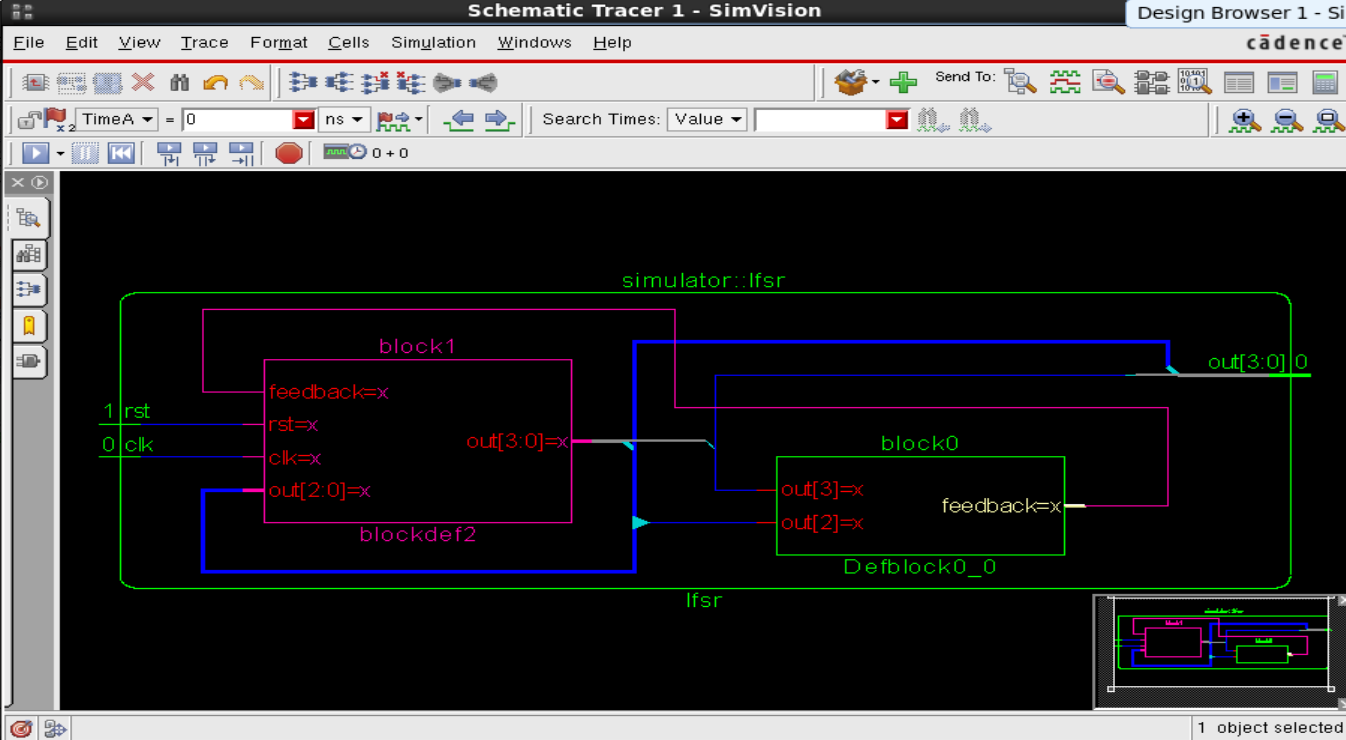 Schematic Tracer 1 - SimVision
Design Browser 1 - Si
File Edit View Trace Format Cells Simulation Windows Help
cādence
Send To:
TimeA = 0 ns Search Times: Value
0 + 0
simulator::lfsr
block1
feedback=x
out[3:0] 0
1 rst
rst=x
0 clk
out[3:0]=x
block0
clk=x
out[2:0]=x
out[3]=x
feedback=x
out[2]=x
blockdef2
Defblock0_0
lfsr
1 object selected